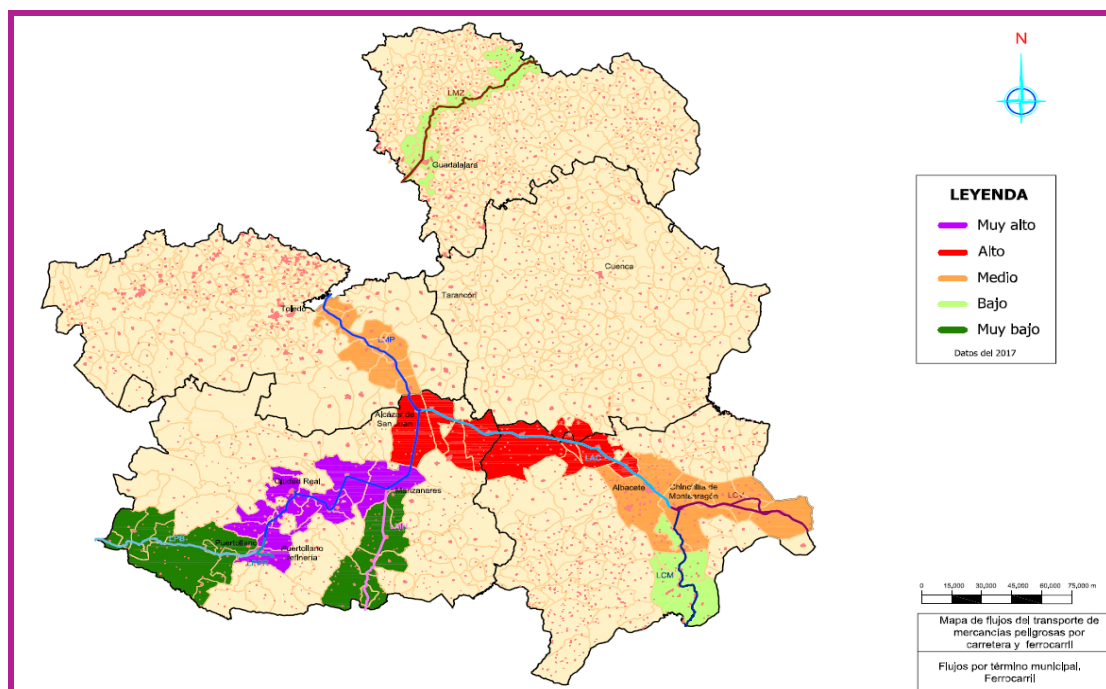 N
LMZ
Guadalajara
LEYENDA
Muy alto
Alto
Medio
Bajo
Muy bajo
Datos del 2017
Cuenca
Tarancón
Toledo
LMP
Alcázar de
San Juan
LAC
Ciudad Real
Manzanares
Albacete
Chinchilla de
Montearagón
LPB
Puertollano
Puertollano
refinería
LCM
0 15,000 30,000 45,000 60,000 75,000 m
Mapa de flujos del transporte de
mercancías peligrosas por
carretera y ferrocarril
Flujos por término municipal.
Ferrocarril